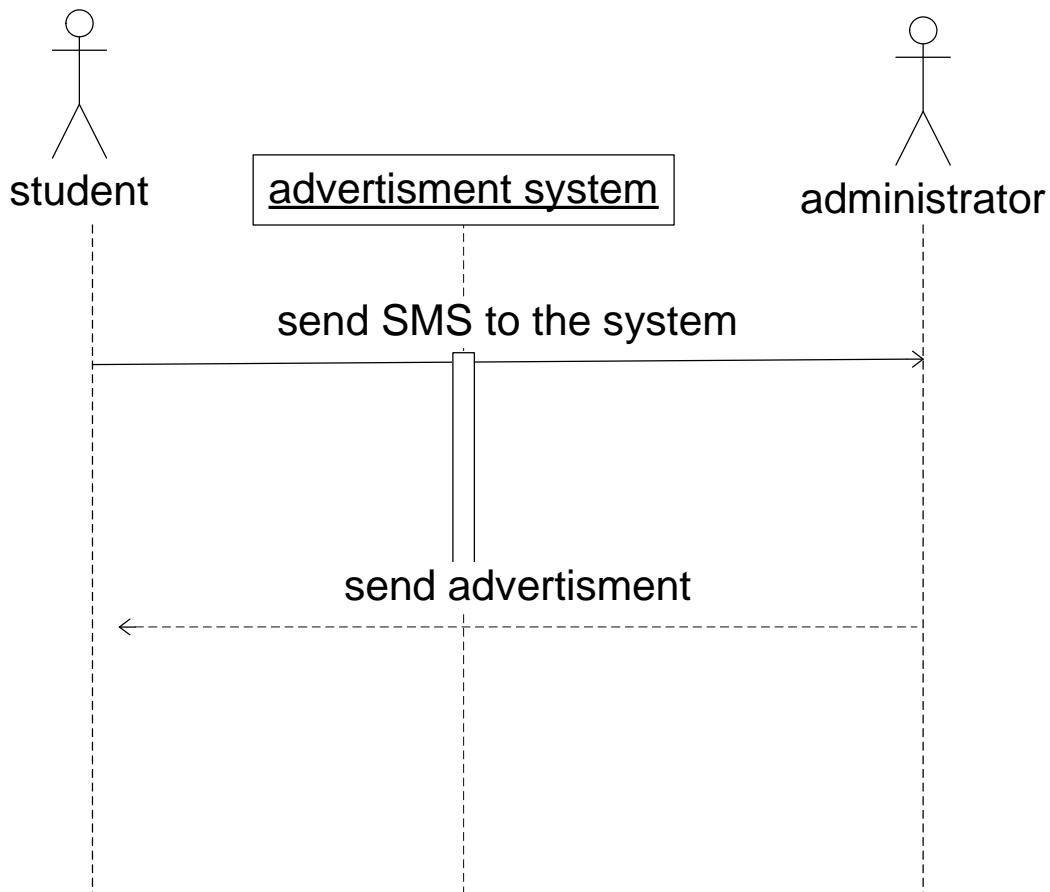 student
advertisment system
administrator
send SMS to the system
send advertisment